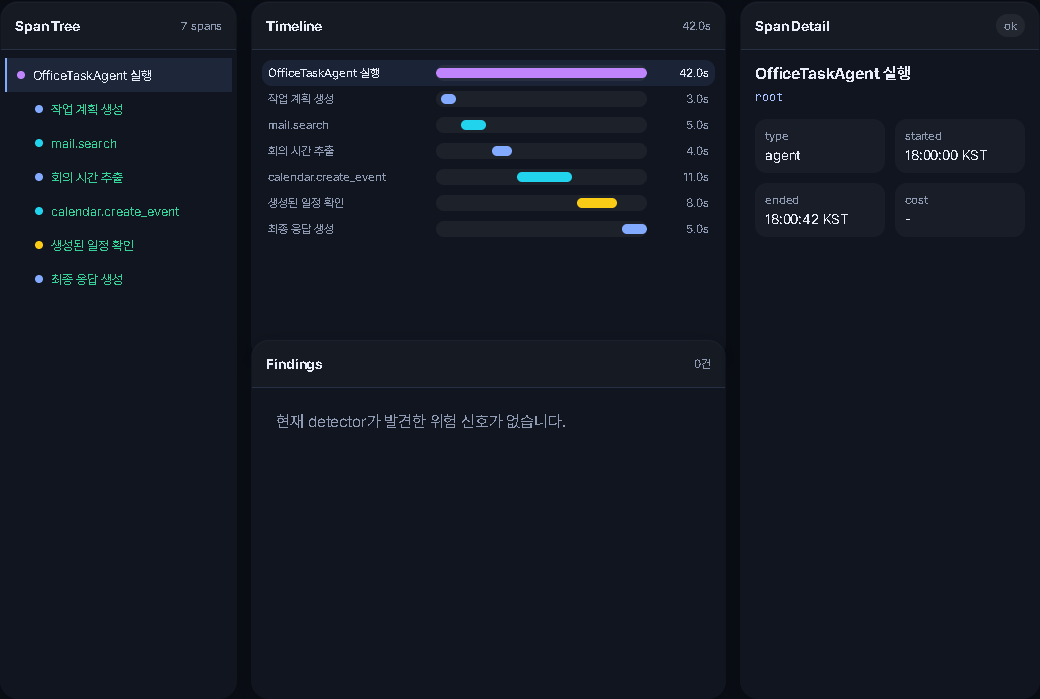 Span Tree
7 spans
OfficeTaskAgent 실행
작업 계획 생성
mail.search
회의 시간 추출
calendar.create_event
생성된 일정 확인
최종 응답 생성
Timeline
42.0s
OfficeTaskAgent 실행 42.0s
작업 계획 생성 3.0s
mail.search 5.0s
회의 시간 추출 4.0s
calendar.create_event 11.0s
생성된 일정 확인 8.0s
최종 응답 생성 5.0s
Findings
0건
현재 detector가 발견한 위험 신호가 없습니다.
Span Detail
ok
OfficeTaskAgent 실행
root
type
agent
started
18:00:00 KST
ended
18:00:42 KST
cost
-